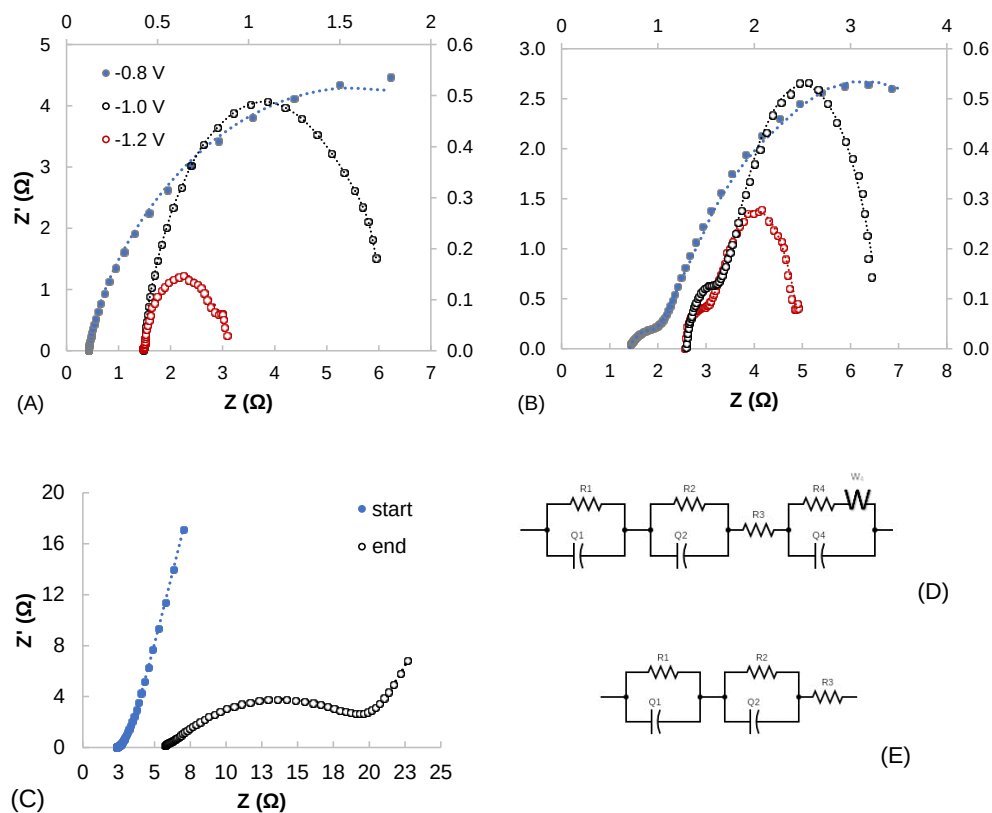 0 0.5 1 1.5 2
5 4 3 2 1 0
0.6 0.5 0.4 0.3 0.2 0.1 0.0
-0.8 V
-1.0 V
-1.2 V
Z' (Ω)
0 1 2 3 4 5 6 7
(A)
Z (Ω)
0 1 2 3 4
3.0 2.5 2.0 1.5 1.0 0.5 0.0
0.6 0.5 0.4 0.3 0.2 0.1 0.0
0 1 2 3 4 5 6 7 8
(B)
Z (Ω)
20 16 12 8 4 0
start
end
Z' (Ω)
0 3 5 8 10 13 15 18 20 23 25
(C)
Z (Ω)
R1
Q1
R2
Q2
R3
R4
Q4
(D)
R1
Q1
R2
Q2
R3
(E)